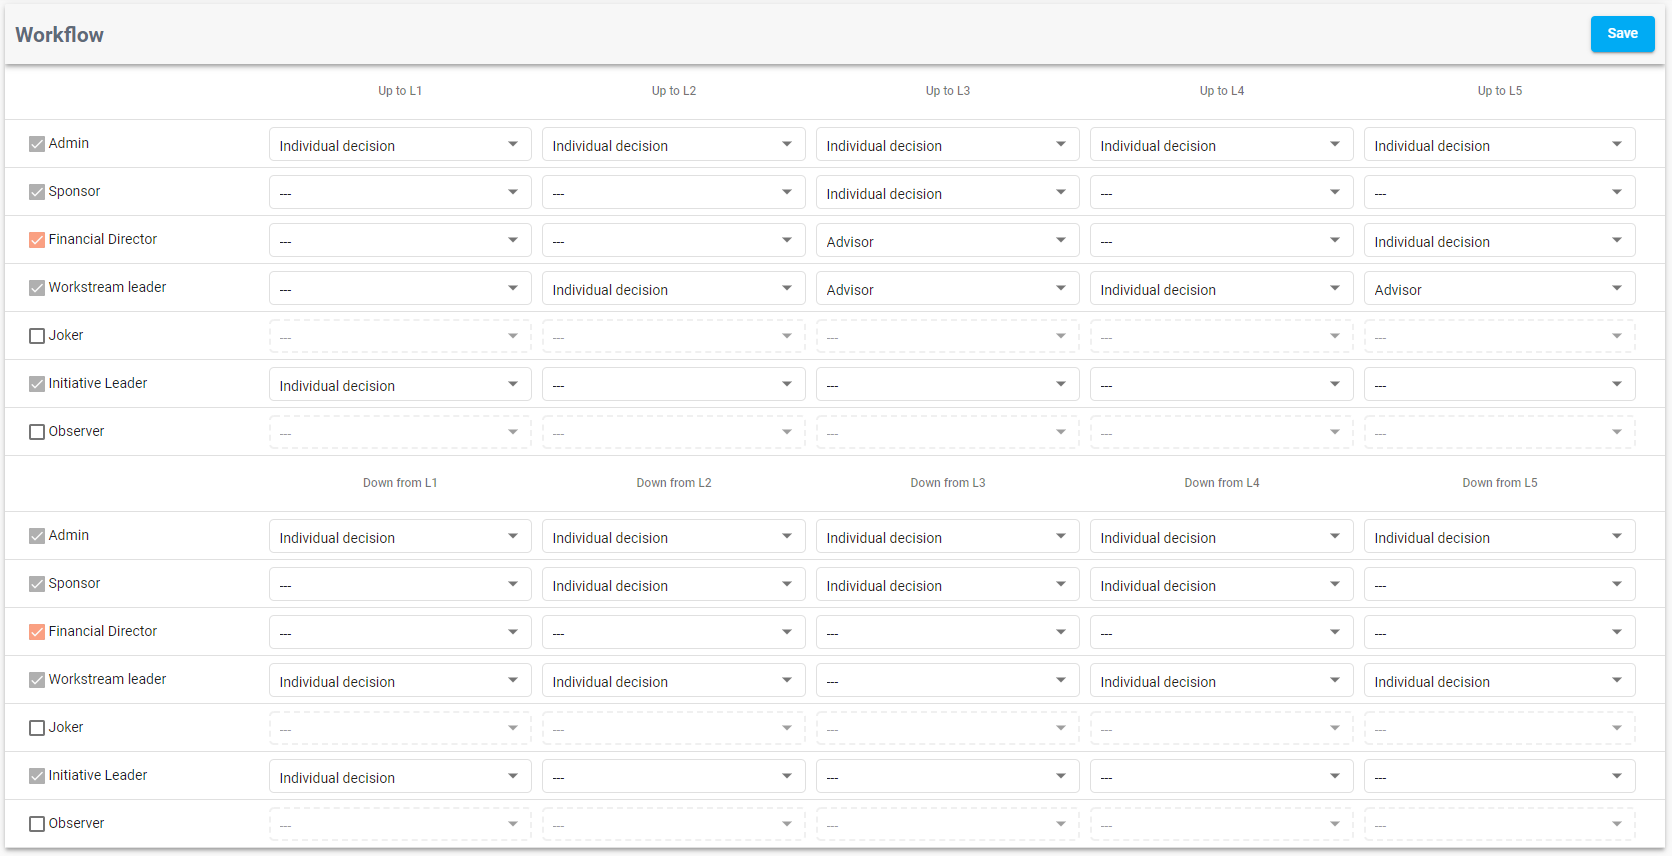 Workflow Save
Up to L1 Up to L2 Up to L3 Up to L4 Up to L5
Admin Individual decision Individual decision Individual decision Individual decision Individual decision
Sponsor --- --- Individual decision --- ---
Financial Director --- --- Advisor --- Individual decision
Workstream leader --- Individual decision Advisor Individual decision Advisor
Joker --- --- --- --- ---
Initiative Leader Individual decision --- --- --- ---
Observer --- --- --- --- ---
Down from L1 Down from L2 Down from L3 Down from L4 Down from L5
Admin Individual decision Individual decision Individual decision Individual decision Individual decision
Sponsor --- Individual decision Individual decision Individual decision ---
Financial Director --- --- --- --- ---
Workstream leader Individual decision Individual decision --- Individual decision Individual decision
Joker --- --- --- --- ---
Initiative Leader Individual decision --- --- --- ---
Observer --- --- --- --- ---